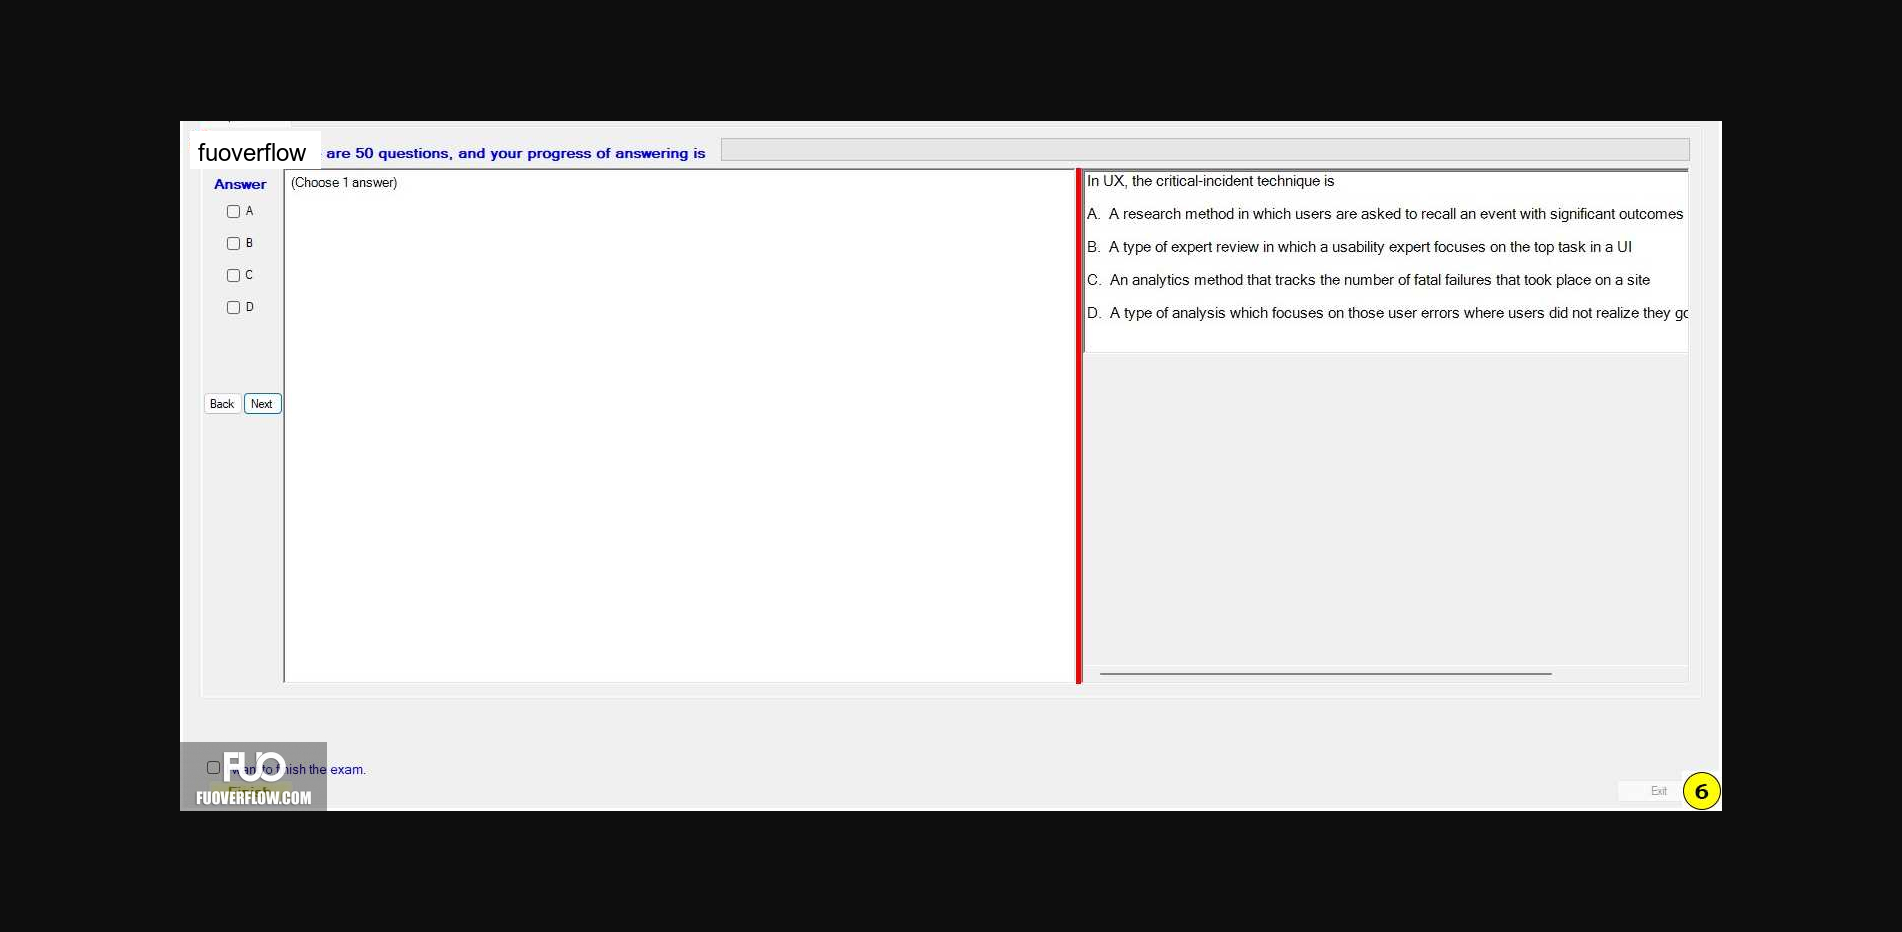 fuoverflow are 50 questions, and your progress of answering is
Answer
A
B
C
D
Back Next
(Choose 1 answer)
In UX, the critical-incident technique is
A. A research method in which users are asked to recall an event with significant outcomes
B. A type of expert review in which a usability expert focuses on the top task in a UI
C. An analytics method that tracks the number of fatal failures that took place on a site
D. A type of analysis which focuses on those user errors where users did not realize they go
want to finish the exam.
Finish
FUO
FUOVERFLOW.COM
Exit
6